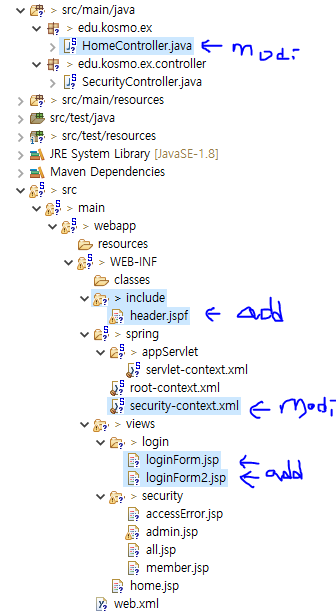 > src/main/java
> edu.kosmo.ex
> HomeController.java ← modi
> edu.kosmo.ex.controller
> SecurityController.java
> src/main/resources
src/test/java
> src/test/resources
JRE System Library [JavaSE-1.8]
Maven Dependencies
> src
> main
> webapp
resources
> WEB-INF
classes
> include
header.jspf ← add
> spring
> appServlet
servlet-context.xml
root-context.xml
security-context.xml ← modi
> views
> login
loginForm.jsp ←
loginForm2.jsp ← add
> security
accessError.jsp
admin.jsp
all.jsp
member.jsp
home.jsp
web.xml